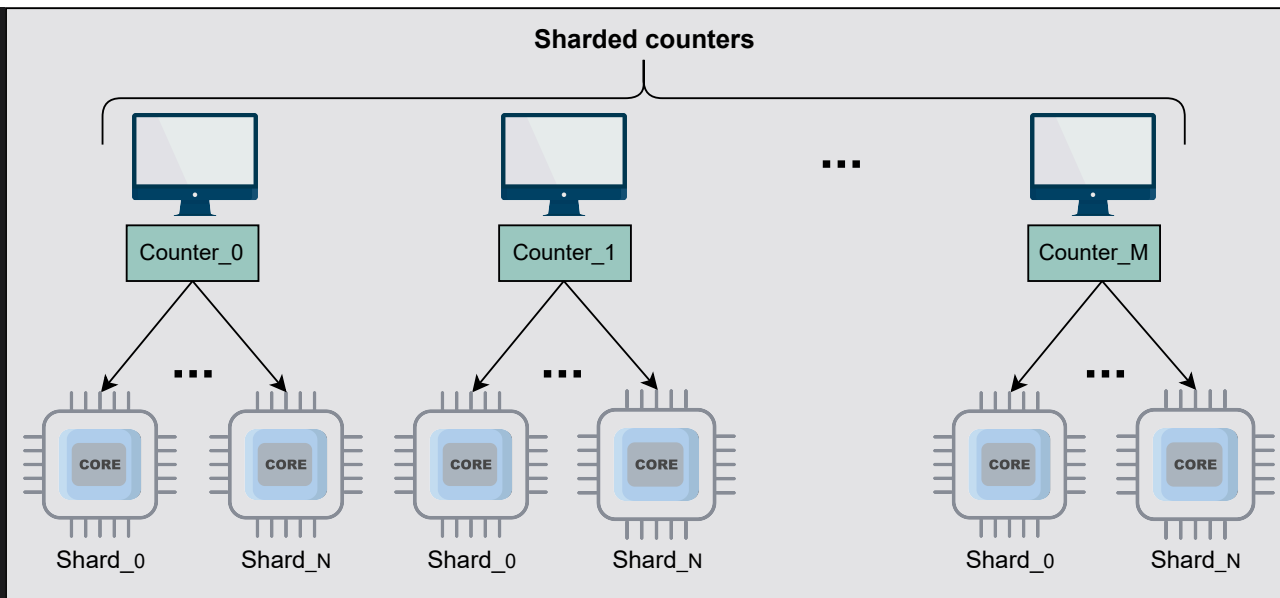 Sharded counters
...
Counter_0 Counter_1 Counter_M
... ... ...
CORE CORE CORE CORE CORE CORE
Shard_0 Shard_N Shard_0 Shard_N Shard_0 Shard_N